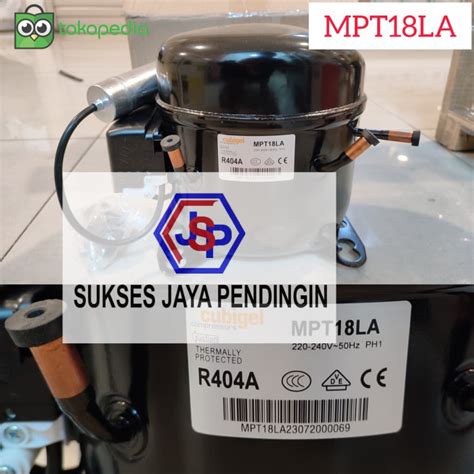 tokopedia
MPT18LA
cubigel
MPT18LA
R404A
JSP
SUKSES JAYA PENDINGIN
cubigel
compressors
MPT18LA
220-240V~50Hz PH1
THERMALLY
PROTECTED
R404A
MPT18LA23072000069